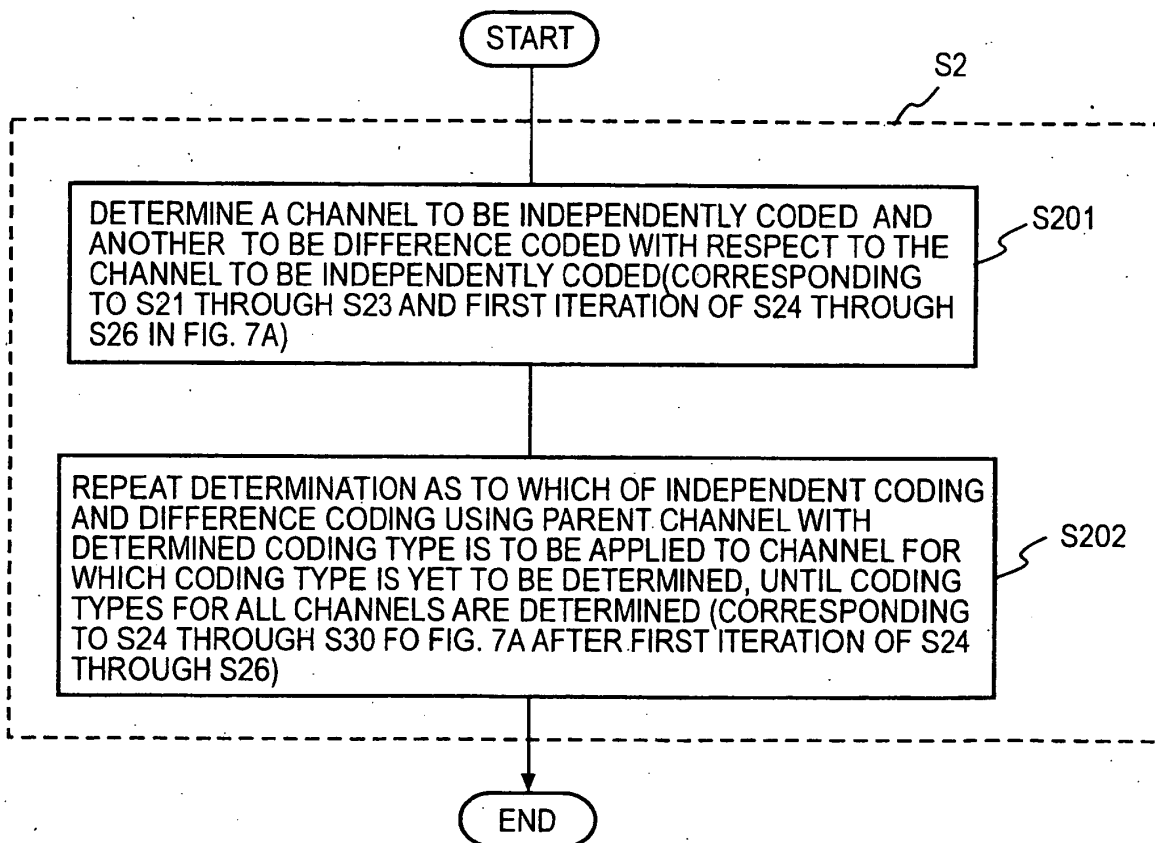 START
S2
DETERMINE A CHANNEL TO BE INDEPENDENTLY CODED AND
ANOTHER TO BE DIFFERENCE CODED WITH RESPECT TO THE
CHANNEL TO BE INDEPENDENTLY CODED(CORRESPONDING
TO S21 THROUGH S23 AND FIRST ITERATION OF S24 THROUGH
S26 IN FIG. 7A)
S201
REPEAT DETERMINATION AS TO WHICH OF INDEPENDENT CODING
AND DIFFERENCE CODING USING PARENT CHANNEL WITH
DETERMINED CODING TYPE IS TO BE APPLIED TO CHANNEL FOR
WHICH CODING TYPE IS YET TO BE DETERMINED, UNTIL CODING
TYPES FOR ALL CHANNELS ARE DETERMINED (CORRESPONDING
TO S24 THROUGH S30 FO FIG. 7A AFTER FIRST ITERATION OF S24
THROUGH S26)
S202
END